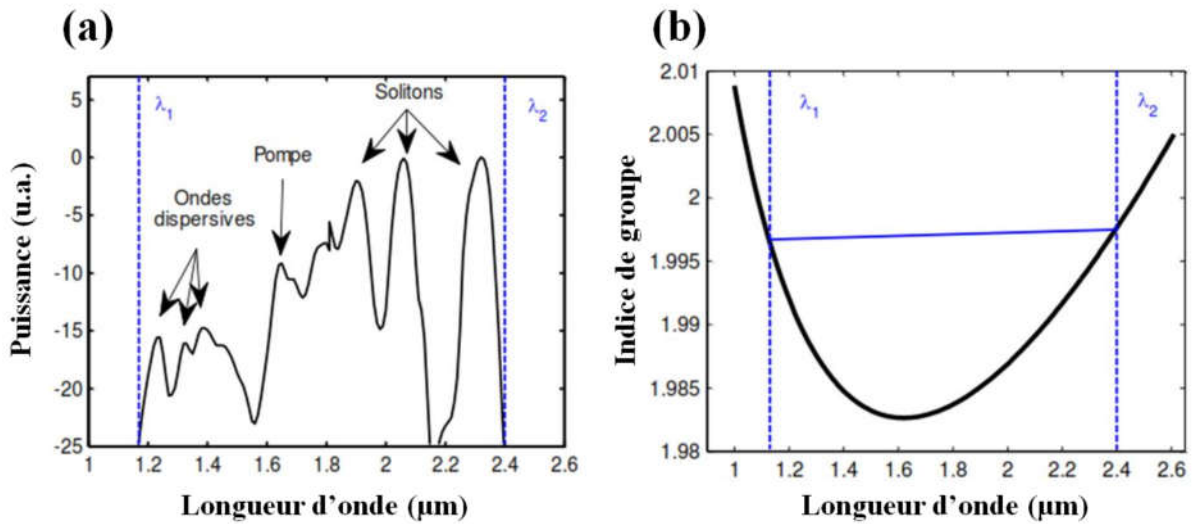 (a)
(b)
5
0
-5
-10
-15
-20
-25
Puissance (u.a.)
λ1
λ2
Solitons
Pompe
Ondes
dispersives
1
1.2
1.4
1.6
1.8
2
2.2
2.4
2.6
Longueur d’onde (µm)
2.01
2.005
2
1.995
1.99
1.985
1.98
Indice de groupe
λ1
λ2
1
1.2
1.4
1.6
1.8
2
2.2
2.4
2.6
Longueur d’onde (µm)